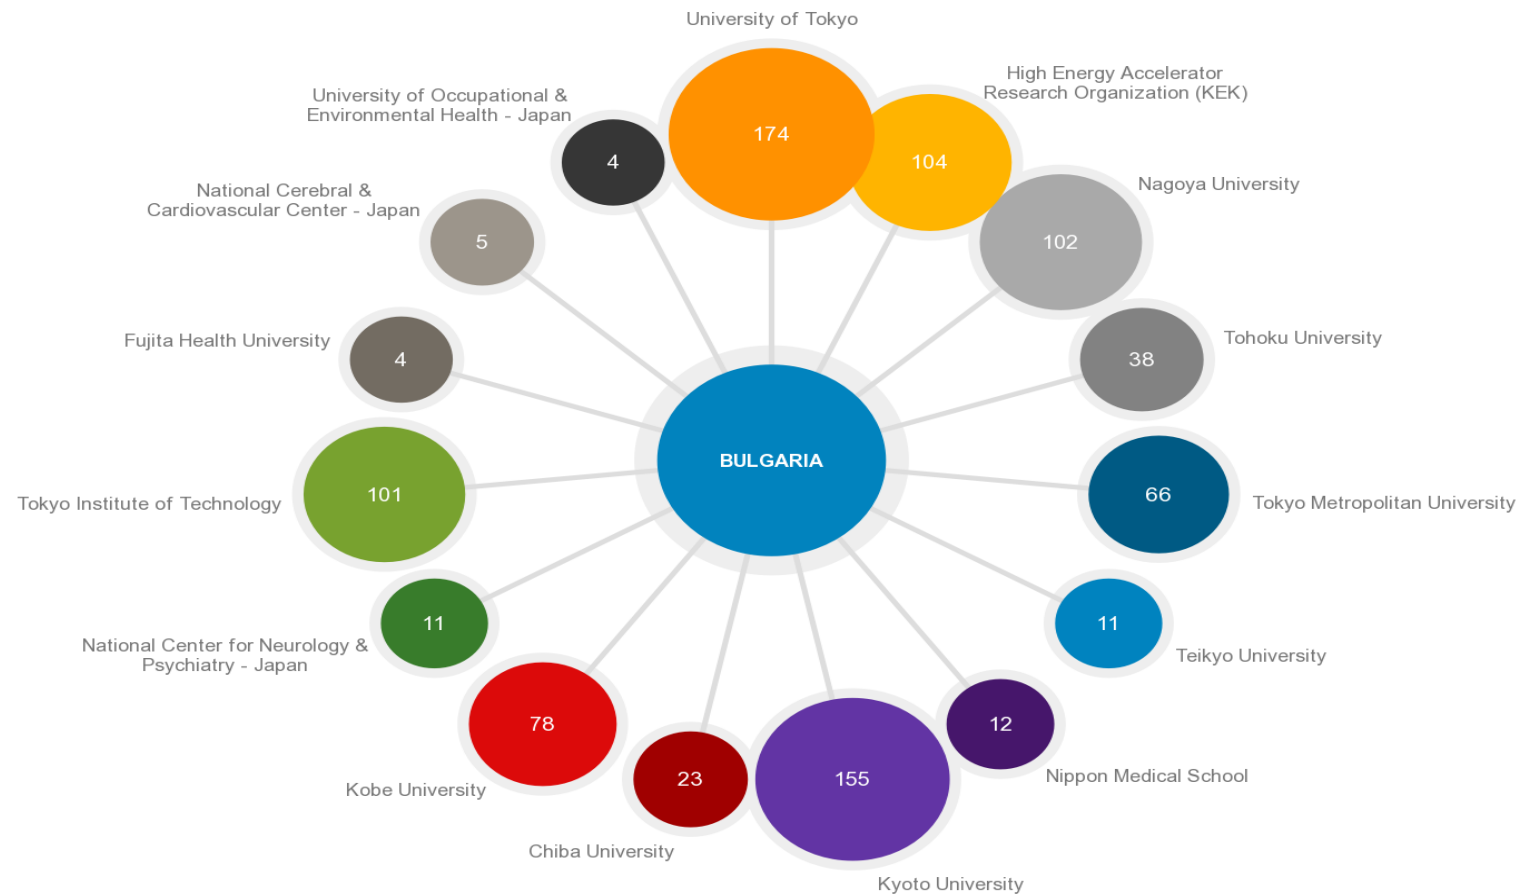 University of Tokyo
174
High Energy Accelerator
Research Organization (KEK)
104
Nagoya University
102
Tohoku University
38
Tokyo Metropolitan University
66
Teikyo University
11
Nippon Medical School
12
Kyoto University
155
Chiba University
23
Kobe University
78
National Center for Neurology &
Psychiatry - Japan
11
Tokyo Institute of Technology
101
Fujita Health University
4
National Cerebral &
Cardiovascular Center - Japan
5
University of Occupational &
Environmental Health - Japan
4
BULGARIA